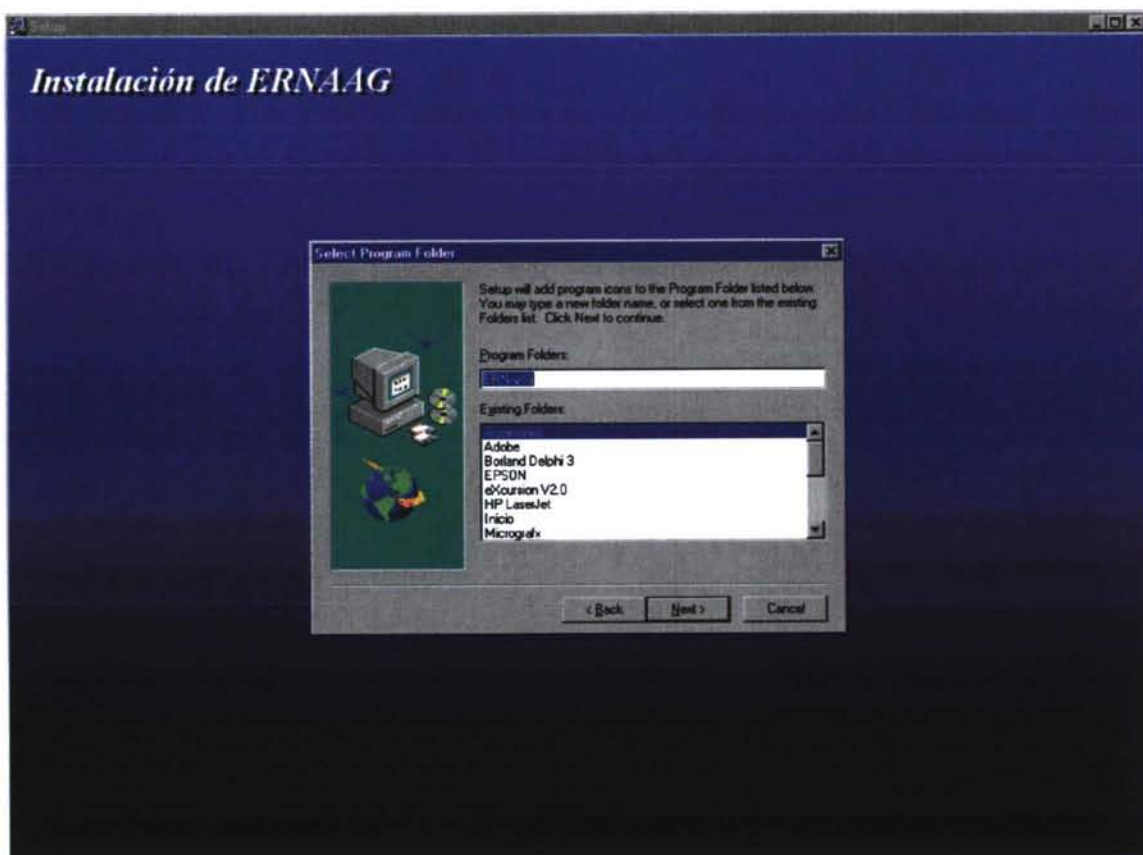 Setup
Instalación de ERNAAG
Select Program Folder
Setup will add program icons to the Program Folder listed below.
You may type a new folder name, or select one from the existing
Folders list. Click Next to continue.
Program Folders:
Existing Folders:
Adobe
Borland Delphi 3
EPSON
eXcursion V2.0
HP LaserJet
Inicio
Micrografx
< Back
Next >
Cancel